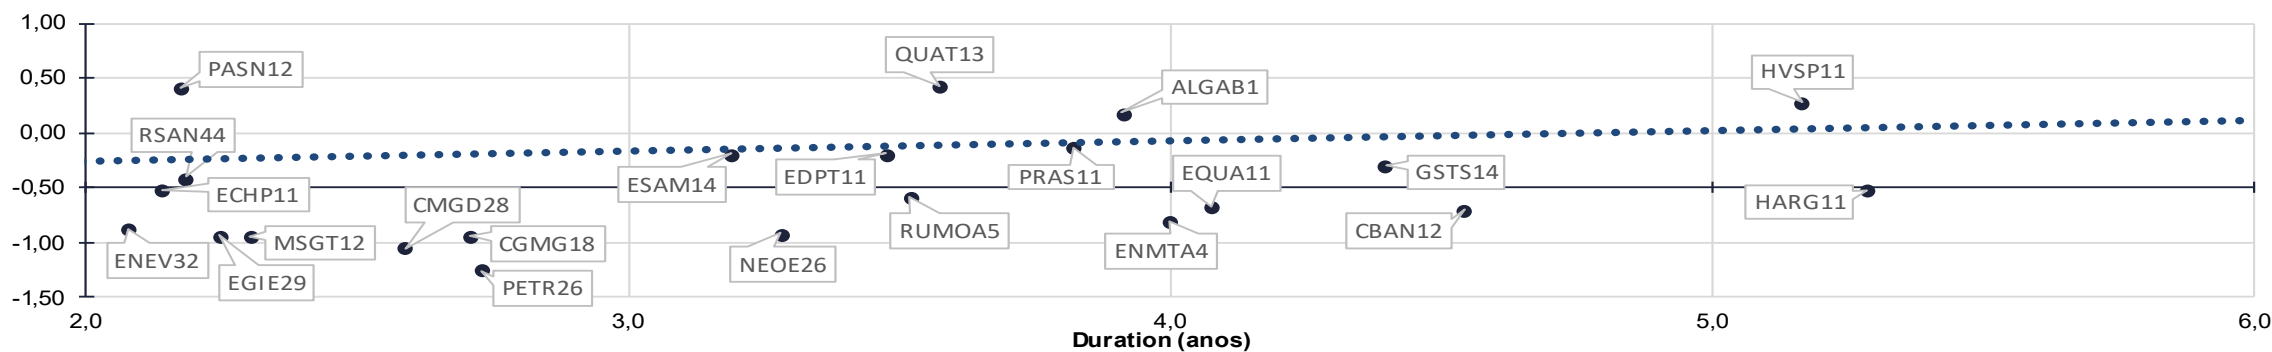 1,00
QUAT13
PASN12
HVSP11
0,50
ALGAB1
RSAN44
0,00
EQUA11
GSTS14
ESAM14
EDPT11
PRAS11
-0,50
ECHP11
HARG11
CMGD28
RUMOA5
CBAN12
MSGT12
CGMG18
-1,00
ENMTA4
ENEV32
NEOE26
EGIE29
PETR26
-1,50
2,0
3,0
4,0
5,0
6,0
Duration (anos)